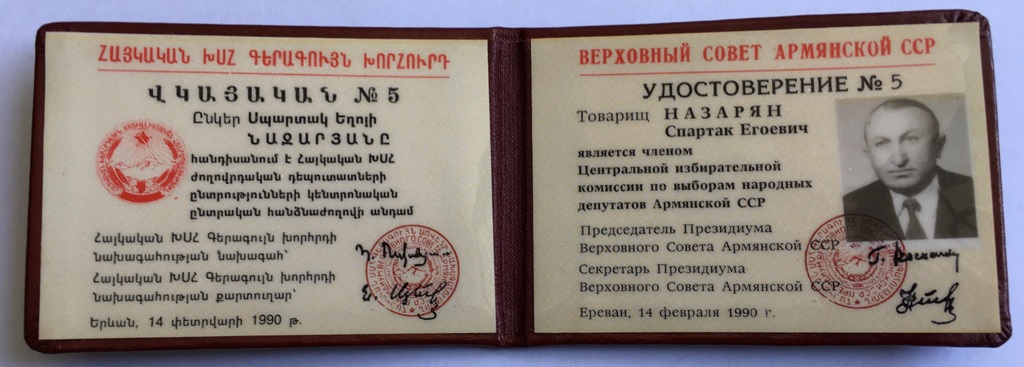 ՀԱՅԿԱԿԱՆ ԽՍՀ ԳԵՐԱԳՈՒՅՆ ԽՈՐՀՈՒՐԴ
ՎԿԱՅԱԿԱՆ № 5
Ընկեր Սպարտակ Եղոյի
ՆԱԶԱՐՅԱՆԸ
հանդիսանում է Հայկական ԽՍՀ
ժողովրդական դեպուտատների
ընտրությունների կենտրոնական
ընտրական հանձնաժողովի անդամ
Հայկական ԽՍՀ Գերագույն խորհրդի
նախագահության նախագահ՝
Հայկական ԽՍՀ Գերագույն խորհրդի
նախագահության քարտուղար՝
Երևան, 14 փետրվարի 1990 թ.
ВЕРХОВНЫЙ СОВЕТ АРМЯНСКОЙ ССР
УДОСТОВЕРЕНИЕ № 5
Товарищ НАЗАРЯН
Спартак Егоевич
является членом
Центральной избирательной
комиссии по выборам народных
депутатов Армянской ССР
Председатель Президиума
Верховного Совета Армянской ССР
Секретарь Президиума
Верховного Совета Армянской ССР
Ереван, 14 февраля 1990 г.